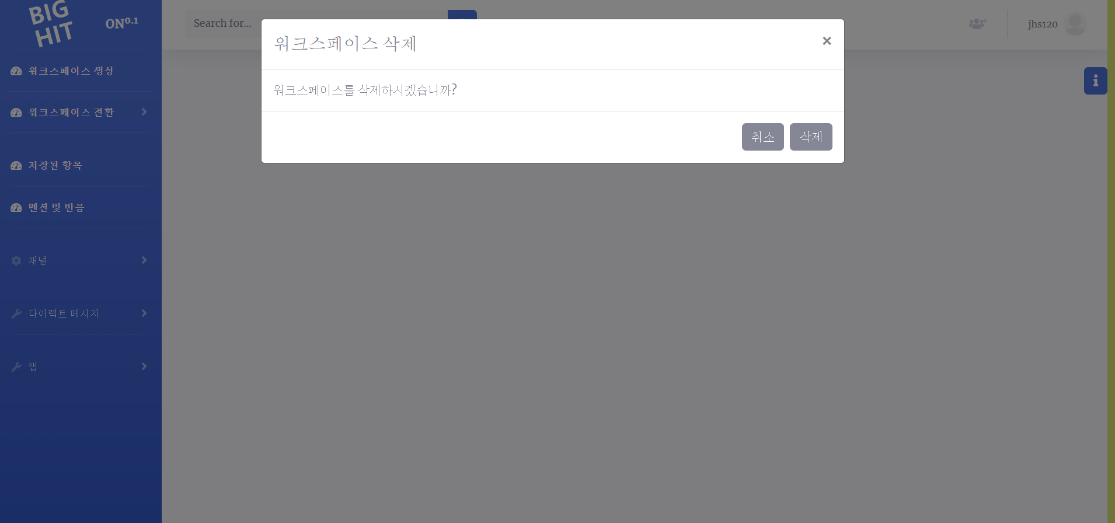 BIG
HIT
ON0.1
Search for...
jhs120
워크스페이스 생성
워크스페이스 전환
저장된 항목
멘션 및 반응
채널
다이렉트 메시지
앱
워크스페이스 삭제
×
워크스페이스를 삭제하시겠습니까?
취소
삭제